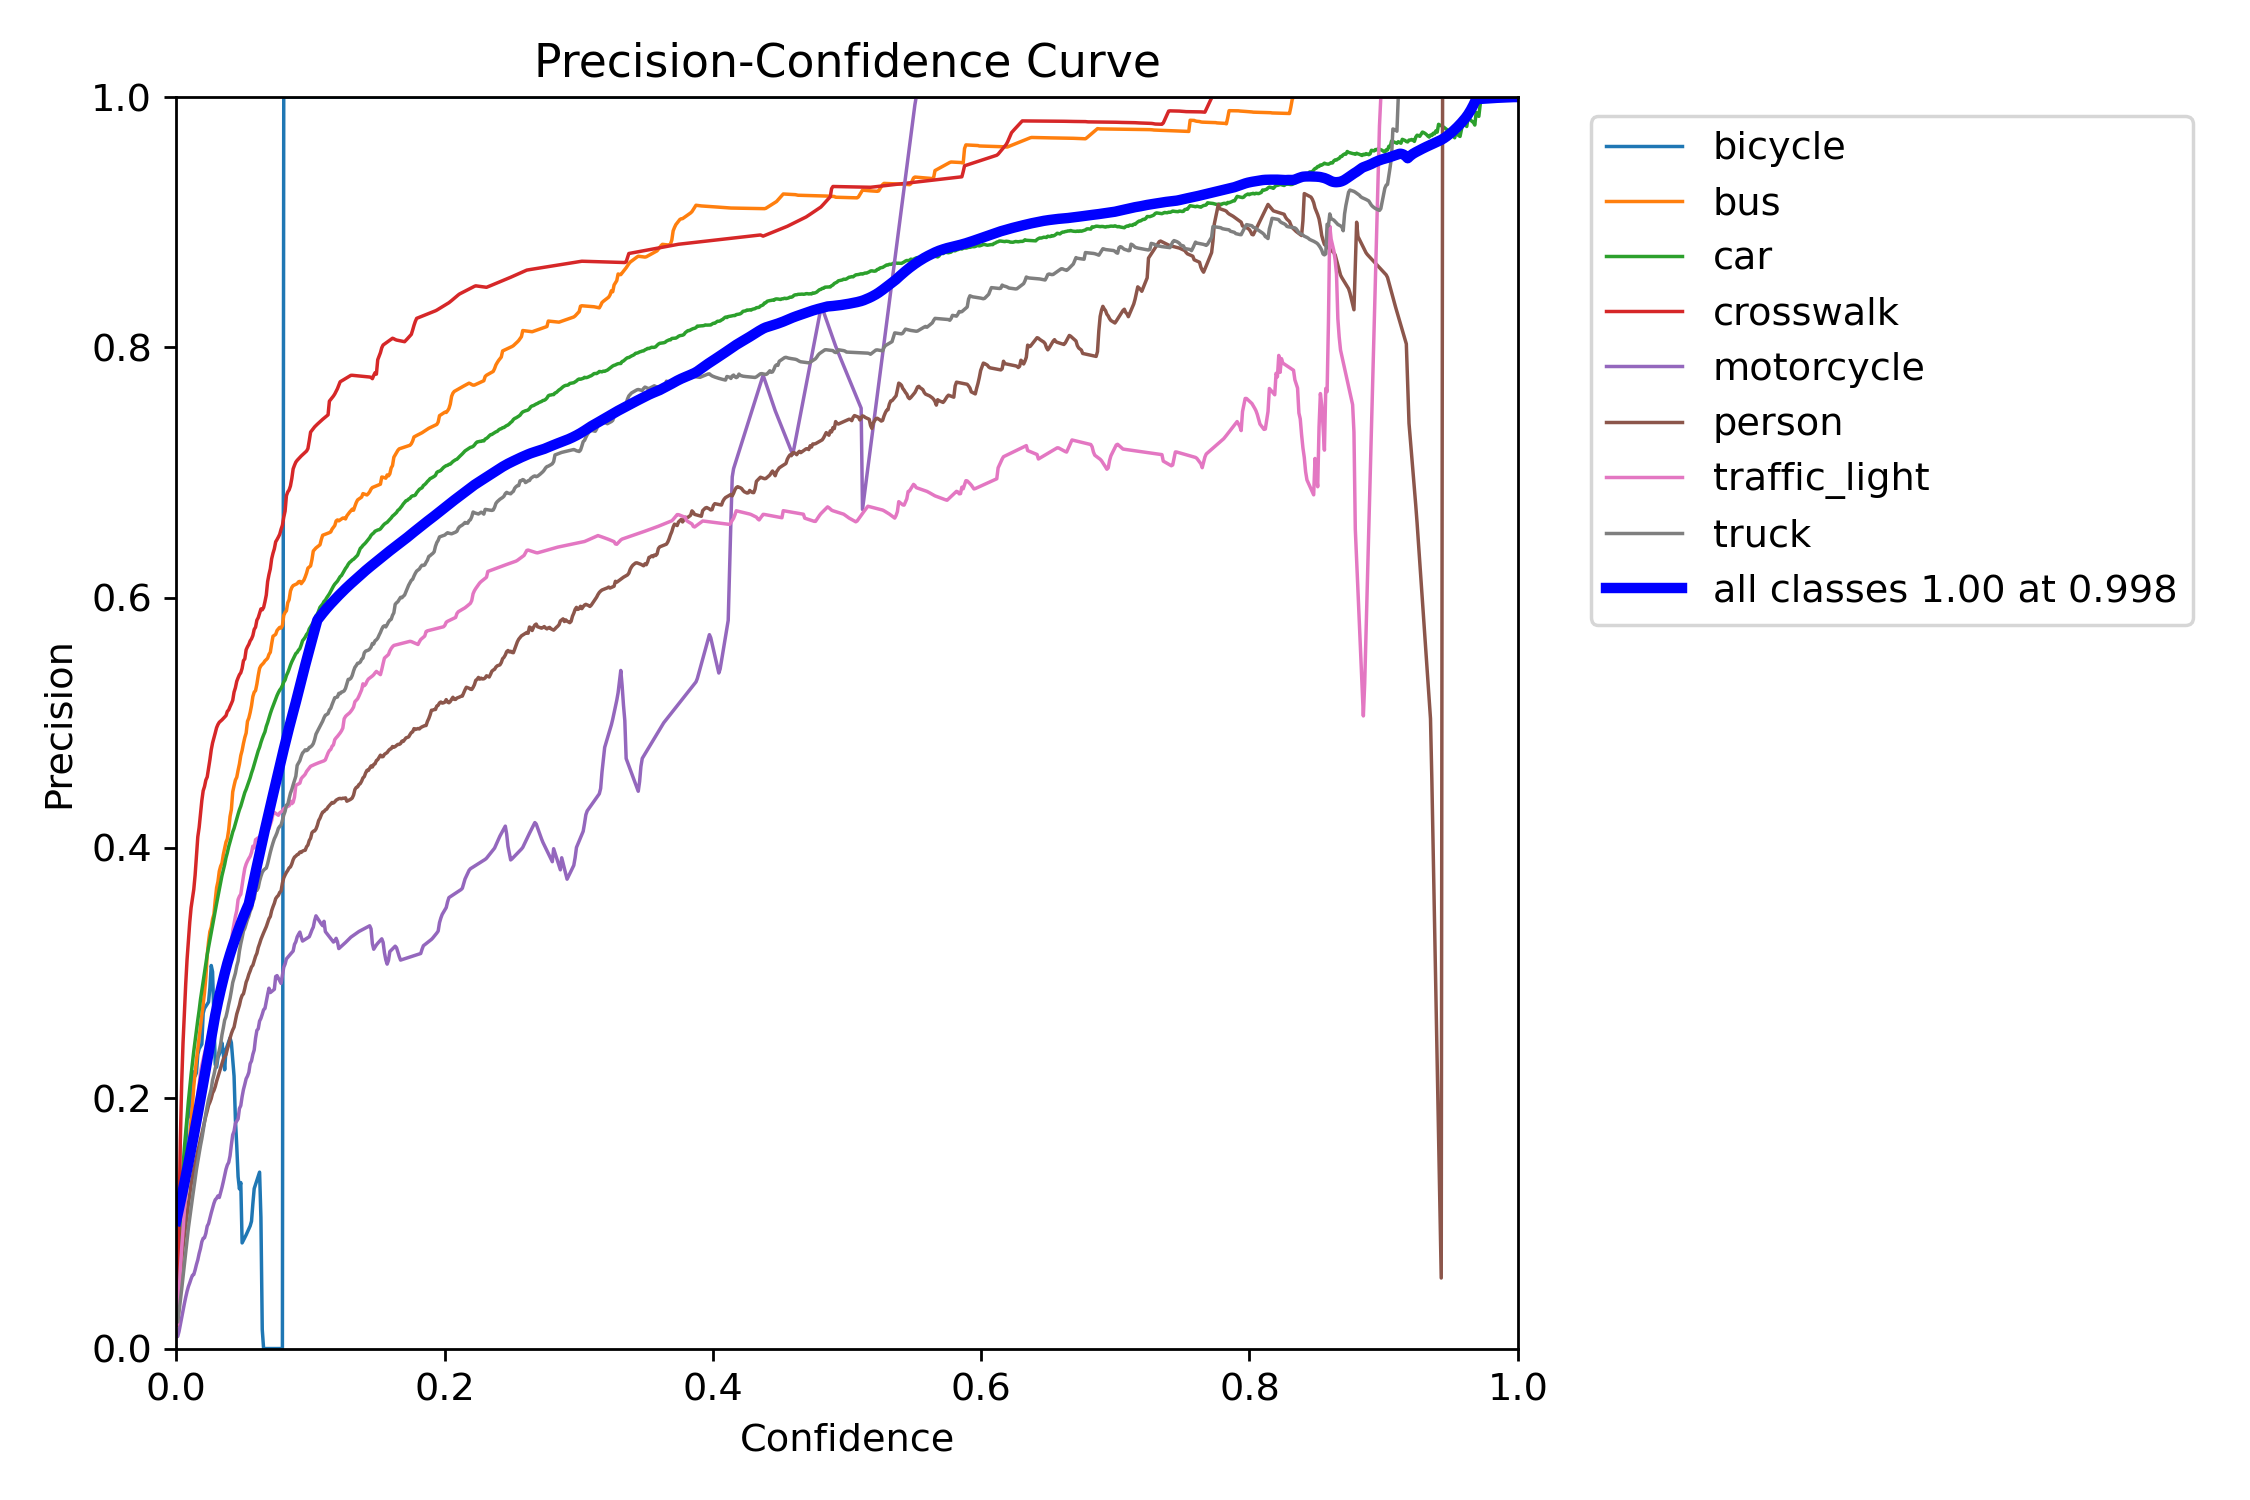 Precision-Confidence Curve
1.0
0.8
0.6
0.4
0.2
0.0
Precision
0.0 0.2 0.4 0.6 0.8 1.0
Confidence
bicycle
bus
car
crosswalk
motorcycle
person
traffic_light
truck
all classes 1.00 at 0.998